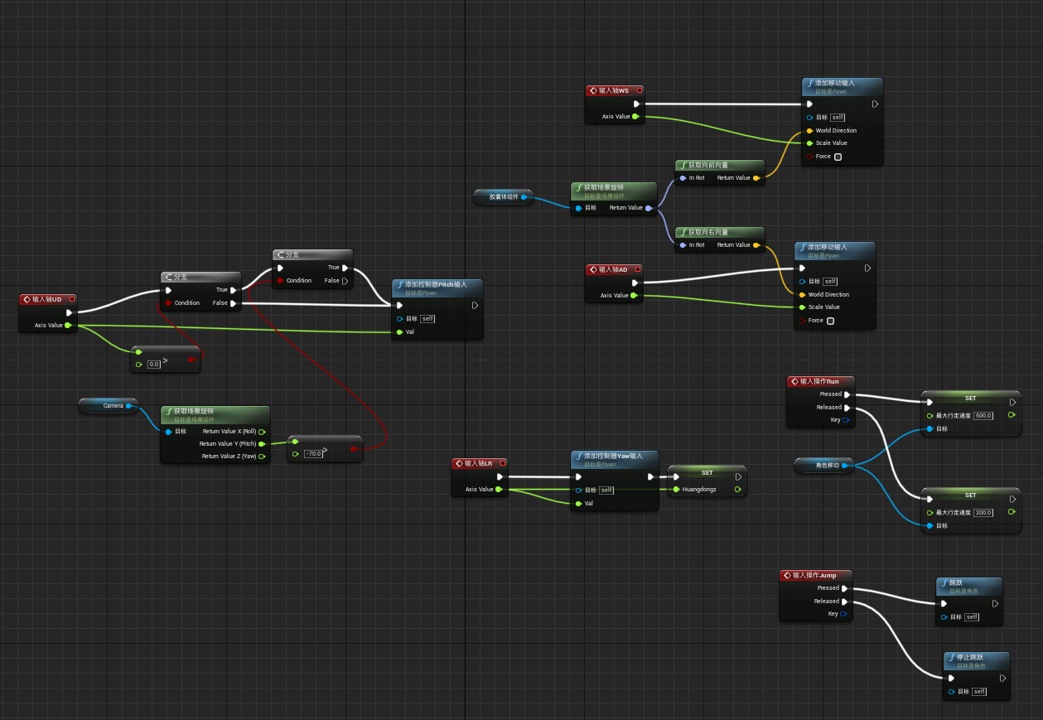 输入轴WS
Axis Value
添加移动输入
目标是Pawn
目标 self
World Direction
Scale Value
Force
胶囊体组件
获取场景旋转
目标是场景组件
目标 Return Value
获取向前向量
In Rot Return Value
获取向右向量
In Rot Return Value
输入轴AD
Axis Value
添加移动输入
目标是Pawn
目标 self
World Direction
Scale Value
Force
输入轴UD
Axis Value
分支
True
Condition False
分支
True
Condition False
添加控制器Pitch输入
目标是Pawn
目标 self
Val
0.0 >
Camera
获取场景旋转
目标是场景组件
目标 Return Value X (Roll)
Return Value Y (Pitch)
Return Value Z (Yaw)
-70.0 >
输入轴LR
Axis Value
添加控制器Yaw输入
目标是Pawn
目标 self
Val
SET
Huangdongz
输入操作Run
Pressed
Released
Key
角色移动
SET
最大行走速度 500.0
目标
SET
最大行走速度 200.0
目标
输入操作Jump
Pressed
Released
Key
跳跃
目标是角色
目标 self
停止跳跃
目标是角色
目标 self